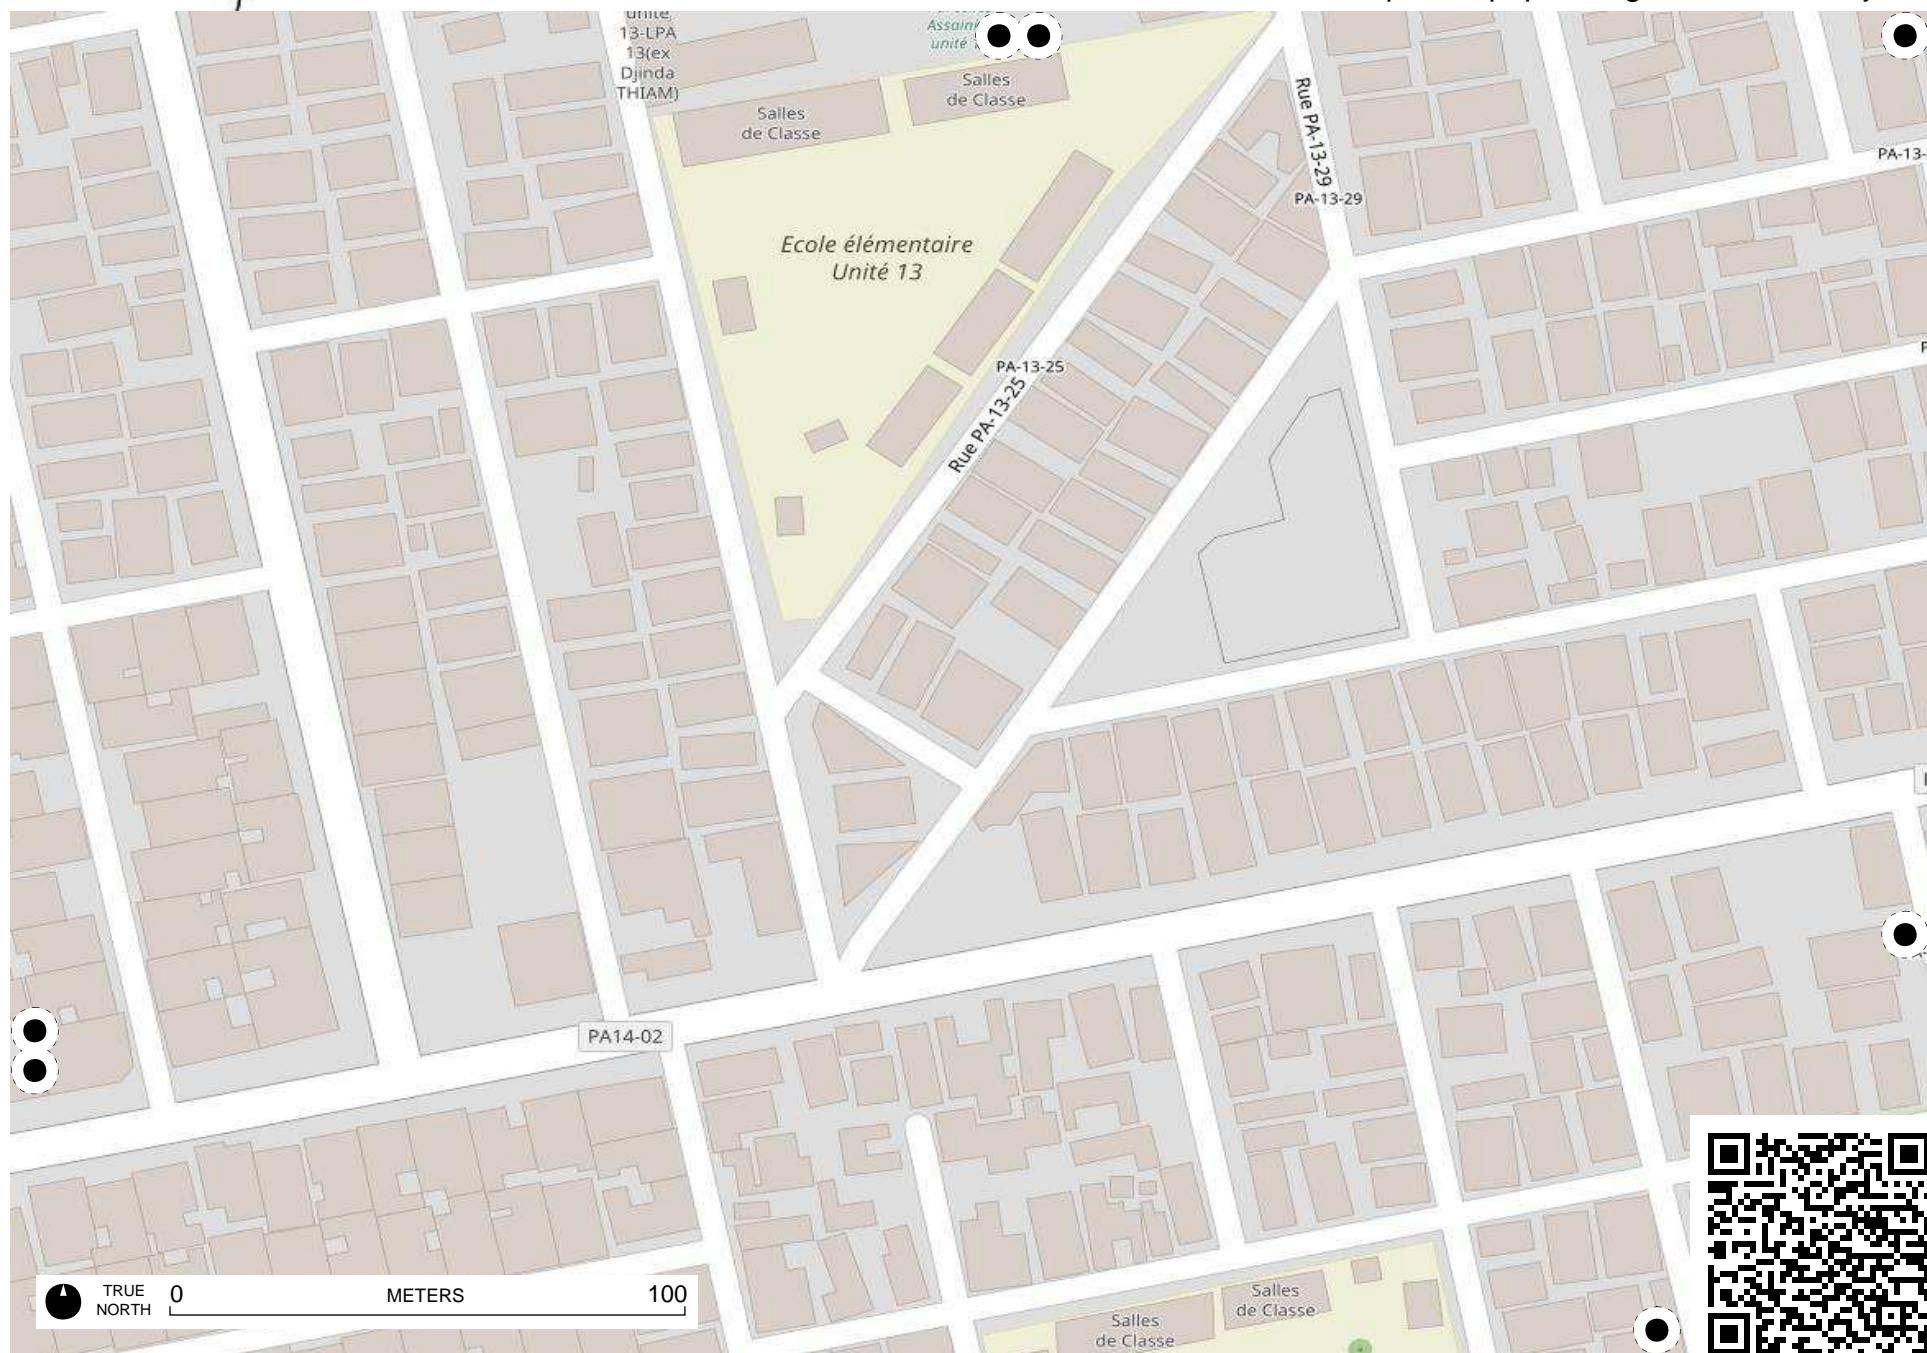 unité
13-LPA
13(ex
Djinda
THIAM)
Assain
unité
Salles
de Classe
Salles
de Classe
Rue PA-13-29
PA-13-29
PA-13-
Ecole élémentaire
Unité 13
PA-13-25
Rue PA-13-25
PA14-02
TRUE
NORTH
0
METERS
100
Salles
de Classe
Salles
de Classe